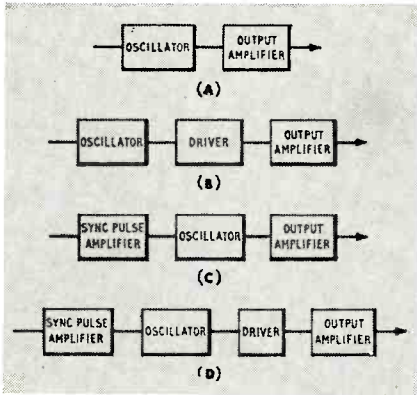 OSCILLATOR
OUTPUT
AMPLIFIER
(A)
OSCILLATOR
DRIVER
OUTPUT
AMPLIFIER
(B)
SYNC PULSE
AMPLIFIER
OSCILLATOR
OUTPUT
AMPLIFIER
(C)
SYNC PULSE
AMPLIFIER
OSCILLATOR
DRIVER
OUTPUT
AMPLIFIER
(D)